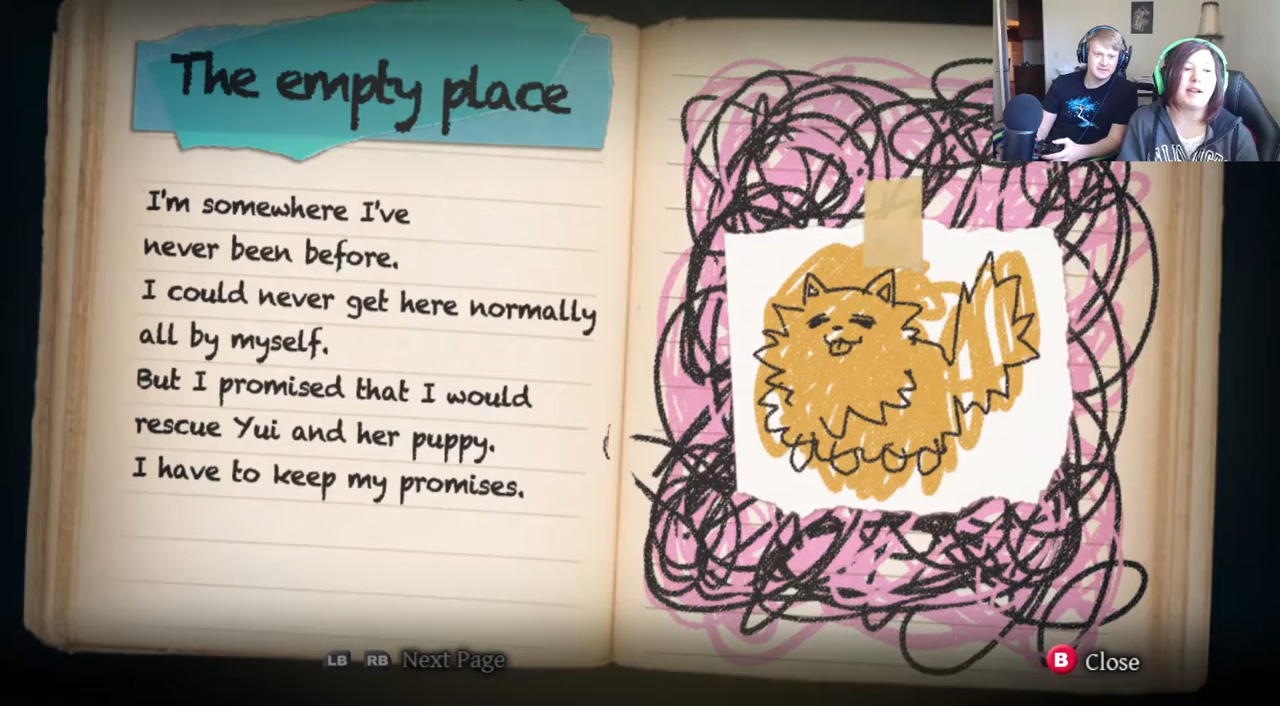 The empty place
I'm somewhere I've
never been before.
I could never get here normally
all by myself.
But I promised that I would
rescue Yui and her puppy.
I have to keep my promises.
LB RB Next Page
B Close